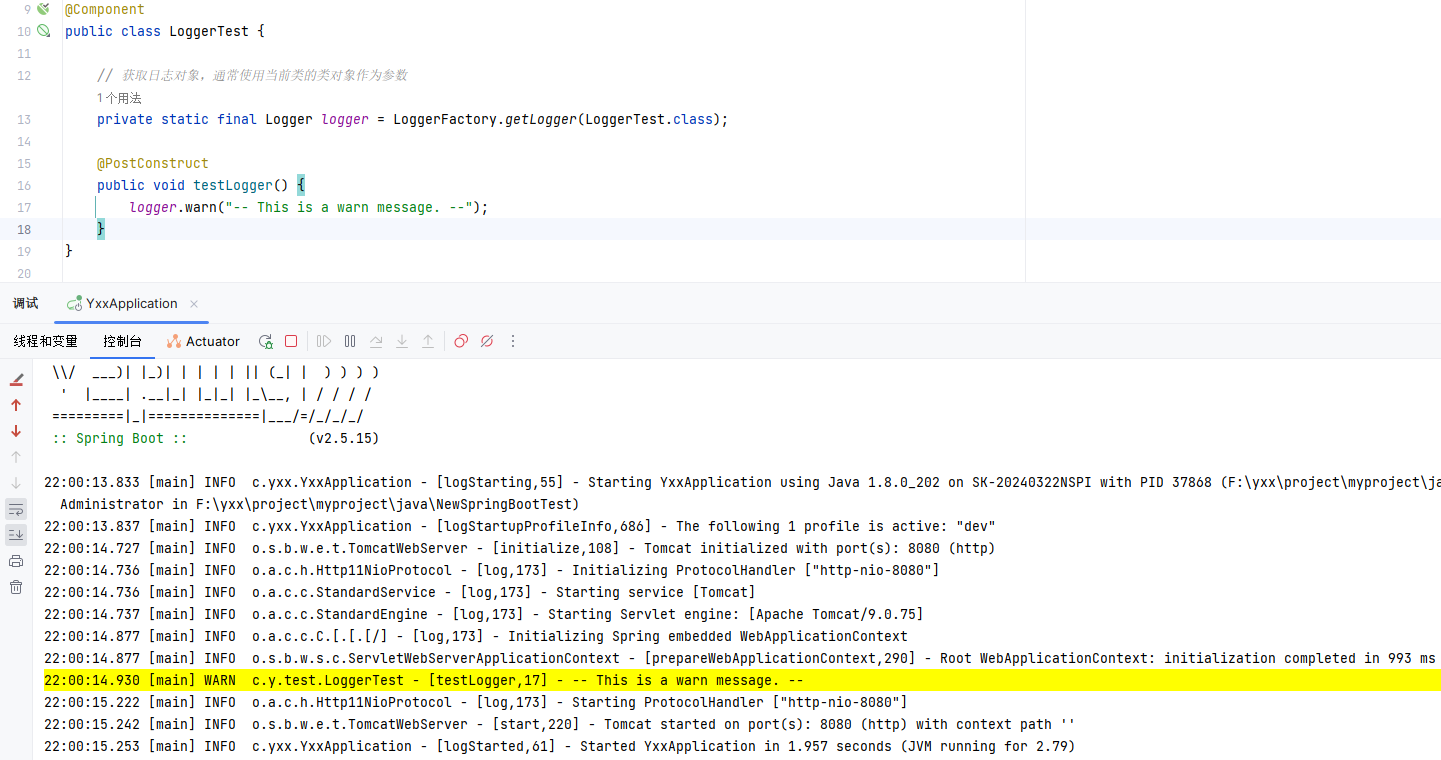 9 @Component
10 public class LoggerTest {
11
12 // 获取日志对象，通常使用当前类的类对象作为参数
1个用法
13 private static final Logger logger = LoggerFactory.getLogger(LoggerTest.class);
14
15 @PostConstruct
16 public void testLogger() {
17 logger.warn("-- This is a warn message. --");
18 }
19 }
20
调试 YxxApplication
线程和变量 控制台 Actuator
\\/  ___)| |_)| | | | | || (_| |  ) ) ) )
'  |____| .__|_| |_|_| |_\__, | / / / /
=========|_|==============|___/=/_/_/_/
:: Spring Boot :: (v2.5.15)
22:00:13.833 [main] INFO c.yxx.YxxApplication - [logStarting,55] - Starting YxxApplication using Java 1.8.0_202 on SK-20240322NSPI with PID 37868 (F:\yxx\project\myproject\ja
Administrator in F:\yxx\project\myproject\java\NewSpringBootTest)
22:00:13.837 [main] INFO c.yxx.YxxApplication - [logStartupProfileInfo,686] - The following 1 profile is active: "dev"
22:00:14.727 [main] INFO o.s.b.w.e.t.TomcatWebServer - [initialize,108] - Tomcat initialized with port(s): 8080 (http)
22:00:14.736 [main] INFO o.a.c.h.Http11NioProtocol - [log,173] - Initializing ProtocolHandler ["http-nio-8080"]
22:00:14.736 [main] INFO o.a.c.c.StandardService - [log,173] - Starting service [Tomcat]
22:00:14.737 [main] INFO o.a.c.c.StandardEngine - [log,173] - Starting Servlet engine: [Apache Tomcat/9.0.75]
22:00:14.877 [main] INFO o.a.c.c.C.[.[.[/] - [log,173] - Initializing Spring embedded WebApplicationContext
22:00:14.877 [main] INFO o.s.b.w.s.c.ServletWebServerApplicationContext - [prepareWebApplicationContext,290] - Root WebApplicationContext: initialization completed in 993 ms
22:00:14.930 [main] WARN c.y.test.LoggerTest - [testLogger,17] - -- This is a warn message. --
22:00:15.222 [main] INFO o.a.c.h.Http11NioProtocol - [log,173] - Starting ProtocolHandler ["http-nio-8080"]
22:00:15.242 [main] INFO o.s.b.w.e.t.TomcatWebServer - [start,220] - Tomcat started on port(s): 8080 (http) with context path ''
22:00:15.253 [main] INFO c.yxx.YxxApplication - [logStarted,61] - Started YxxApplication in 1.957 seconds (JVM running for 2.79)